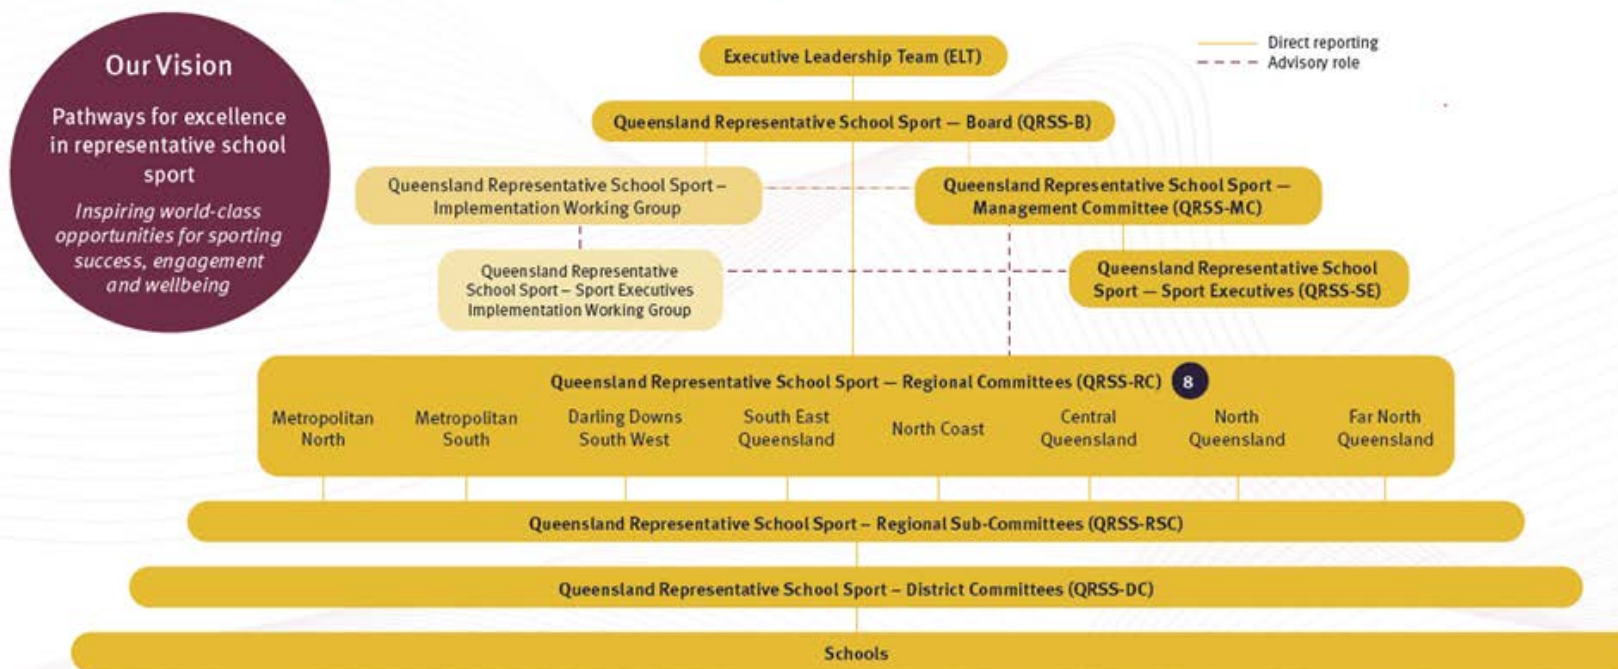 Our Vision
Pathways for excellence
in representative school
sport
Inspiring world-class
opportunities for sporting
success, engagement
and wellbeing
Direct reporting
Advisory role
Executive Leadership Team (ELT)
Queensland Representative School Sport — Board (QRSS-B)
Queensland Representative School Sport –
Implementation Working Group
Queensland Representative School Sport —
Management Committee (QRSS-MC)
Queensland Representative
School Sport – Sport Executives
Implementation Working Group
Queensland Representative School
Sport — Sport Executives (QRSS-SE)
Queensland Representative School Sport — Regional Committees (QRSS-RC) 8
Metropolitan
North
Metropolitan
South
Darling Downs
South West
South East
Queensland
North Coast
Central
Queensland
North
Queensland
Far North
Queensland
Queensland Representative School Sport – Regional Sub-Committees (QRSS-RSC)
Queensland Representative School Sport – District Committees (QRSS-DC)
Schools